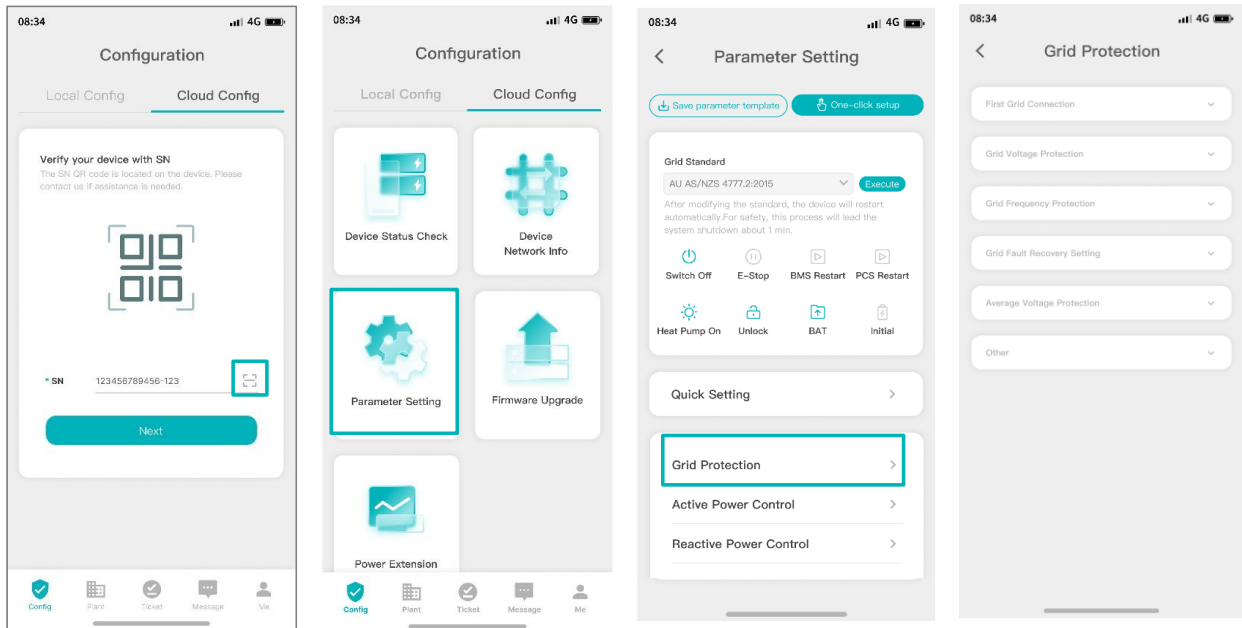 08:34
4G
Configuration
Local Config
Cloud Config
Verify your device with SN
The SN QR code is located on the device. Please
contact us if assistance is needed.
* SN
123456789456-123
Next
Config
Plant
Ticket
Message
Me
08:34
4G
Configuration
Local Config
Cloud Config
Device Status Check
Device
Network Info
Parameter Setting
Firmware Upgrade
Power Extension
Config
Plant
Ticket
Message
Me
08:34
4G
Parameter Setting
Save parameter template
One-click setup
Grid Standard
AU AS/NZS 4777.2:2015
Execute
After modifying the standard, the device will restart
automatically.For safety, this process will lead the
system shutdown about 1 min.
Switch Off
E-Stop
BMS Restart
PCS Restart
Heat Pump On
Unlock
BAT
Initial
Quick Setting
Grid Protection
Active Power Control
Reactive Power Control
08:34
4G
Grid Protection
First Grid Connection
Grid Voltage Protection
Grid Frequency Protection
Grid Fault Recovery Setting
Average Voltage Protection
Other